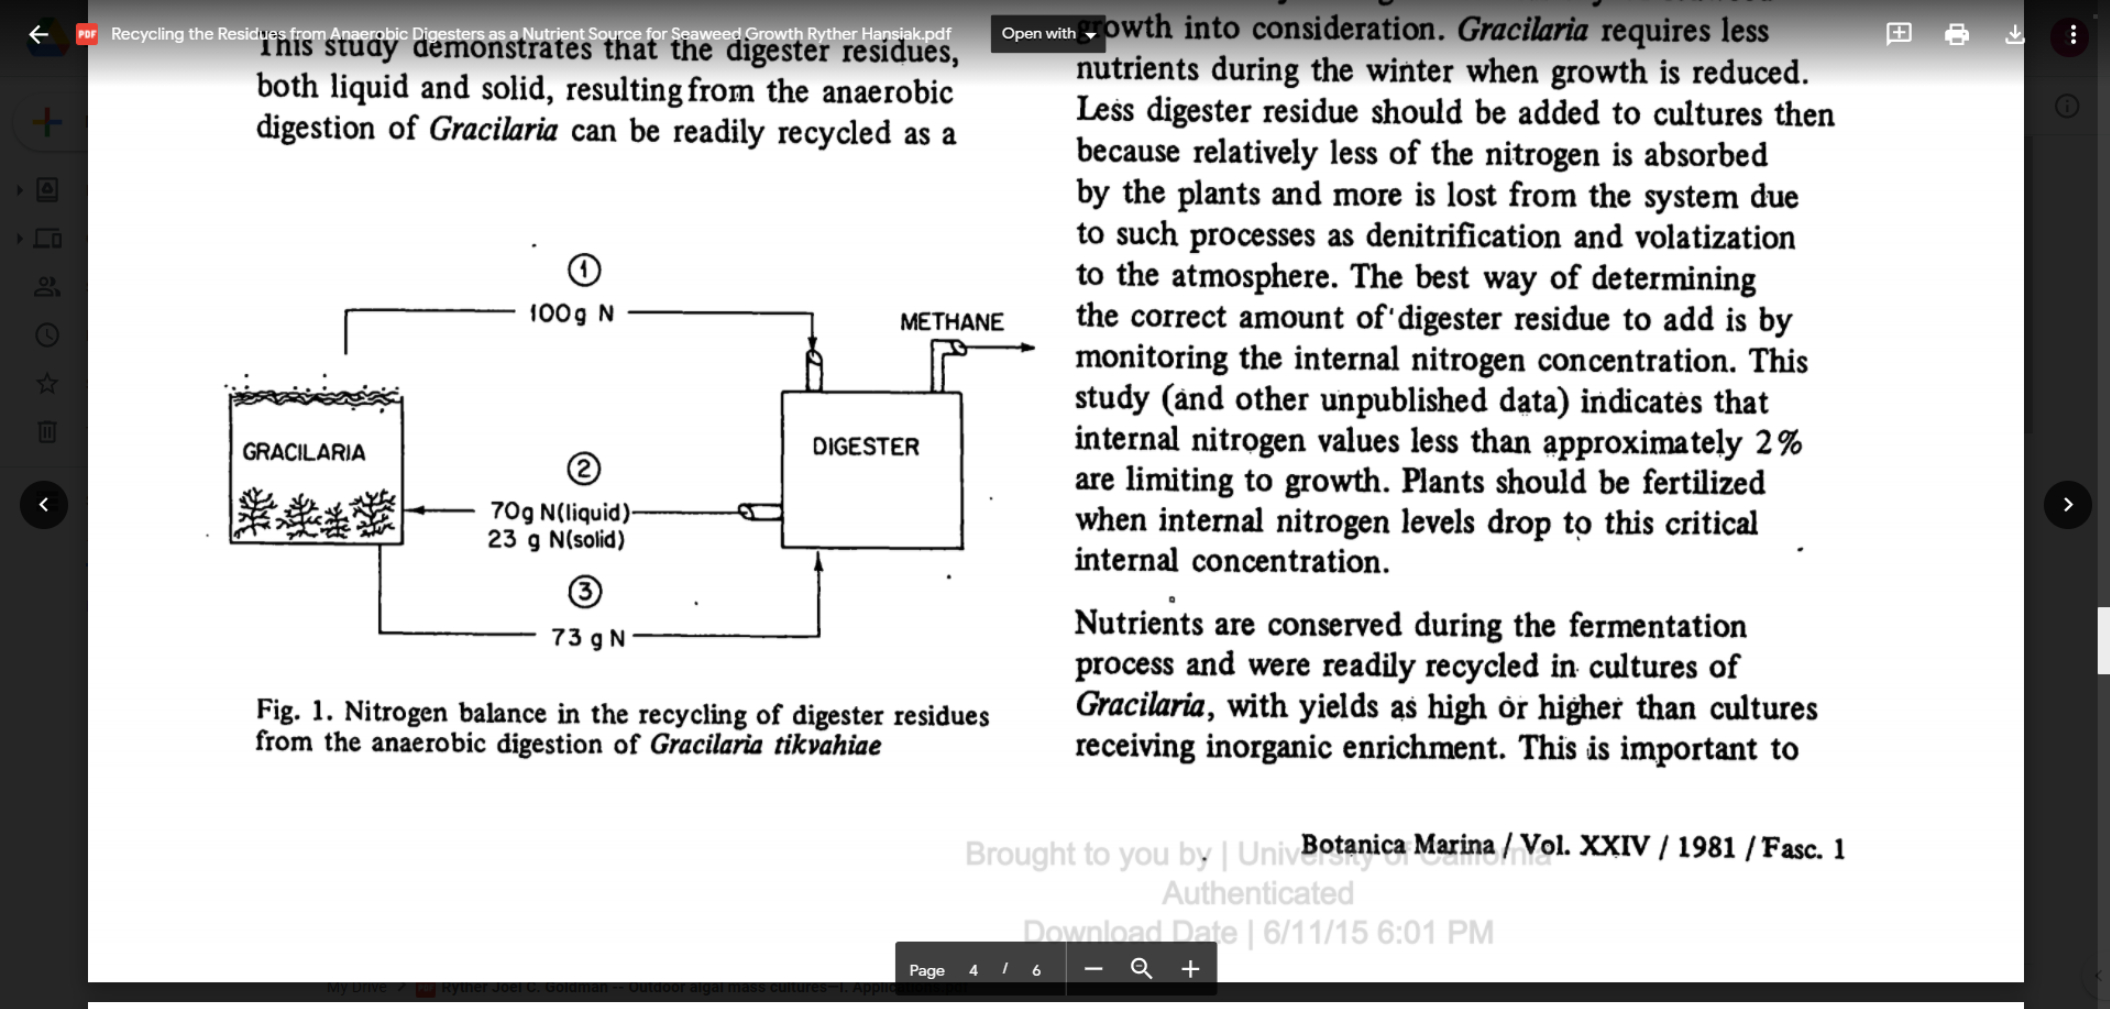 PDF
Recycling the Residues from Anaerobic Digesters as a Nutrient Source for Seaweed Growth Ryther Hansiak.pdf
Open with
This study demonstrates that the digester residues,
both liquid and solid, resulting from the anaerobic
digestion of Gracilaria can be readily recycled as a
1
100g N
METHANE
GRACILARIA
DIGESTER
2
70g N(liquid)
23 g N(solid)
3
73 g N
Fig. 1. Nitrogen balance in the recycling of digester residues
from the anaerobic digestion of Gracilaria tikvahiae
growth into consideration. Gracilaria requires less
nutrients during the winter when growth is reduced.
Less digester residue should be added to cultures then
because relatively less of the nitrogen is absorbed
by the plants and more is lost from the system due
to such processes as denitrification and volatization
to the atmosphere. The best way of determining
the correct amount of digester residue to add is by
monitoring the internal nitrogen concentration. This
study (and other unpublished data) indicates that
internal nitrogen values less than approximately 2%
are limiting to growth. Plants should be fertilized
when internal nitrogen levels drop to this critical
internal concentration.
Nutrients are conserved during the fermentation
process and were readily recycled in cultures of
Gracilaria, with yields as high or higher than cultures
receiving inorganic enrichment. This is important to
Botanica Marina / Vol. XXIV / 1981 / Fasc. 1
Brought to you by | University of California
Authenticated
Download Date | 6/11/15 6:01 PM
Page 4 / 6
My Drive
Ryther Joel C. Goldman -- Outdoor algal mass cultures—I.